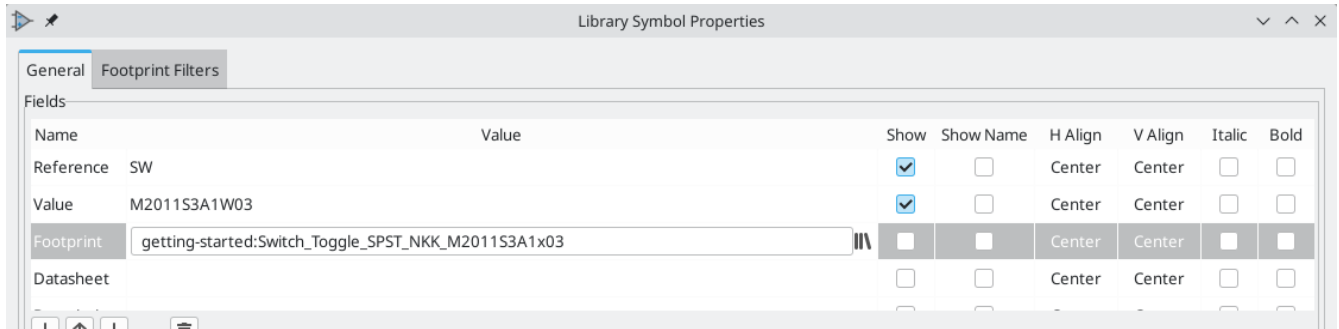 Library Symbol Properties
General Footprint Filters
Fields
Name Value Show Show Name H Align V Align Italic Bold
Reference SW Center Center
Value M2011S3A1W03 Center Center
Footprint getting-started:Switch_Toggle_SPST_NKK_M2011S3A1x03 Center Center
Datasheet Center Center